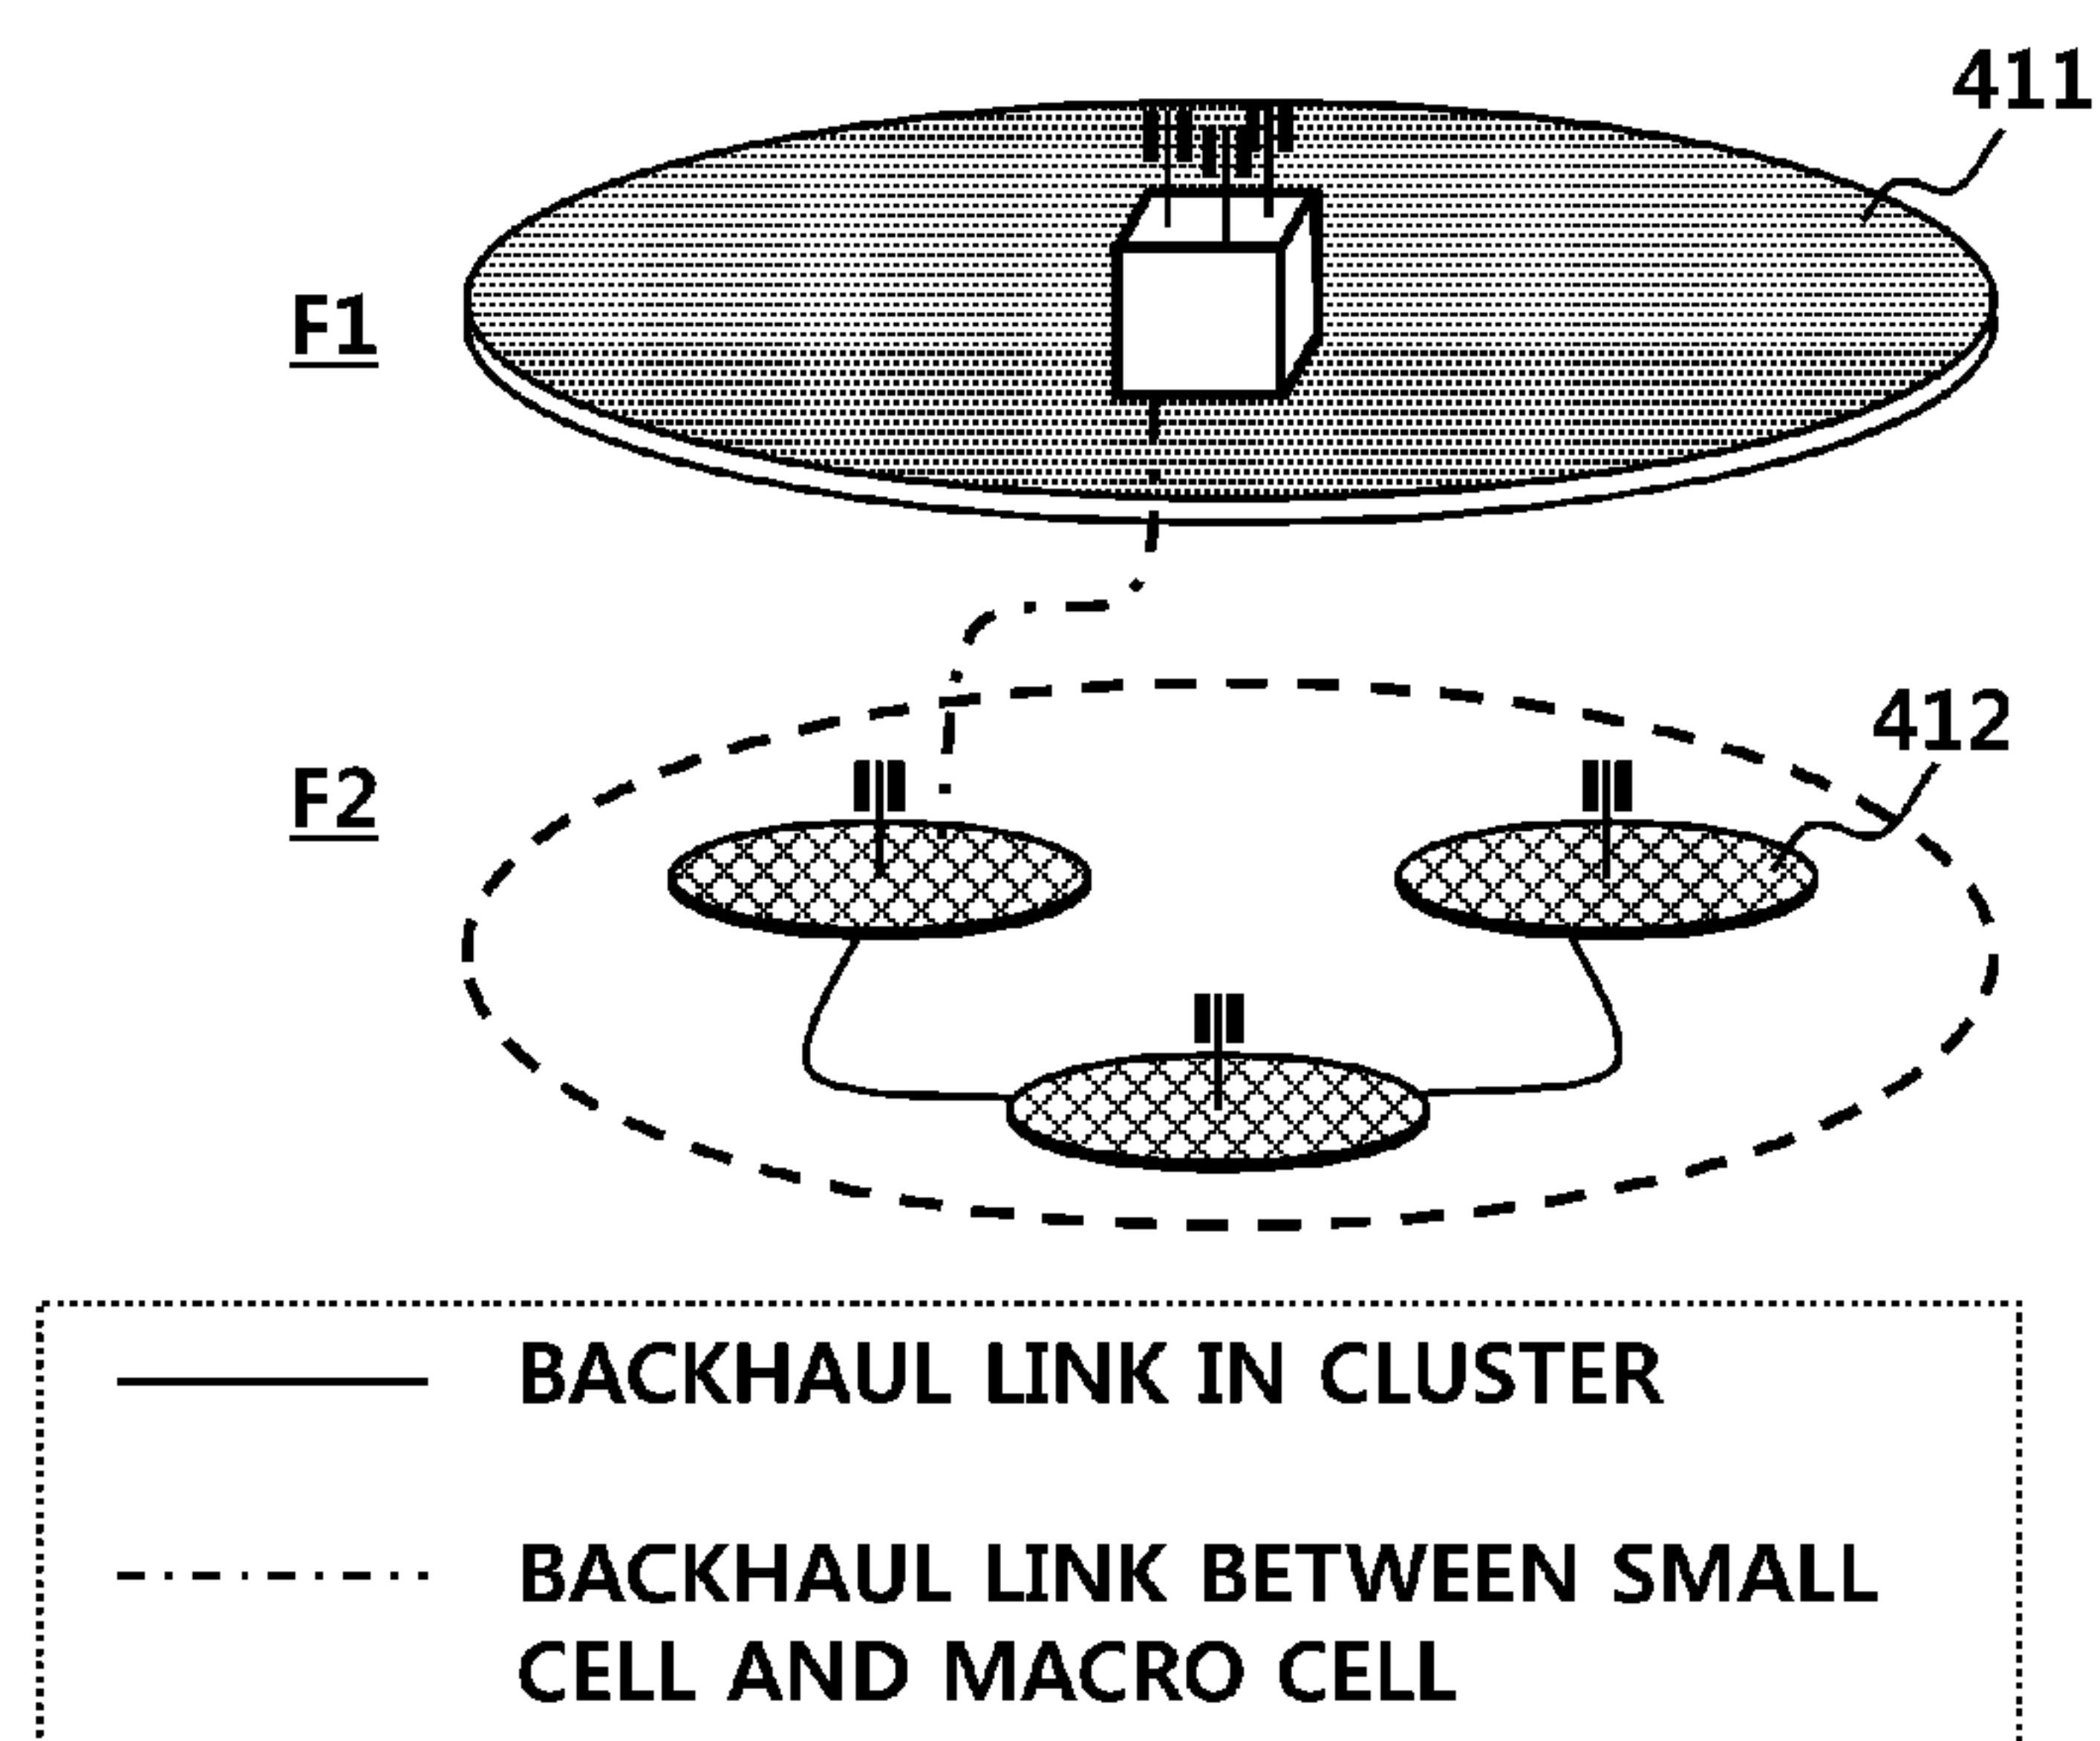 411
F1
412
F2
BACKHAUL LINK IN CLUSTER
BACKHAUL LINK BETWEEN SMALL
CELL AND MACRO CELL